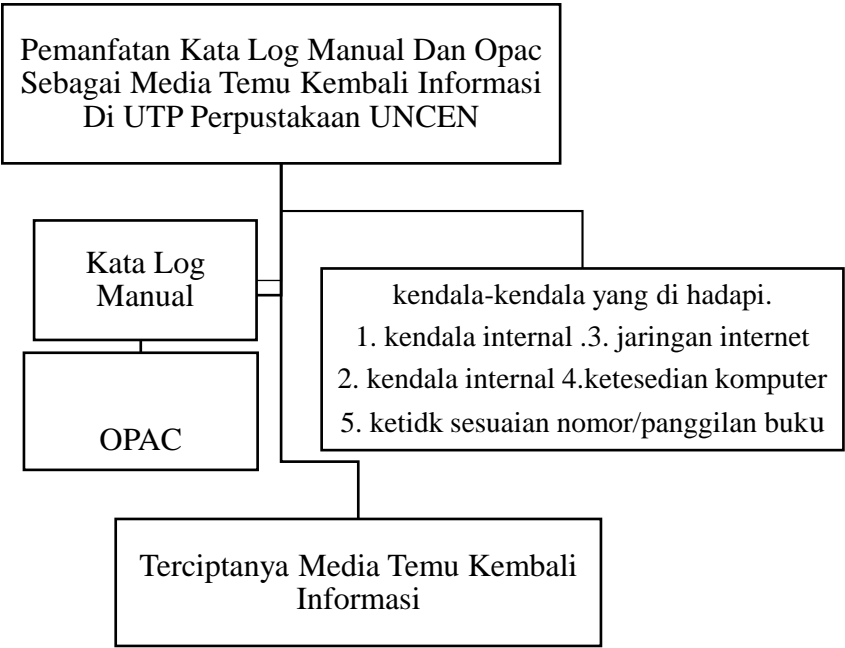 Pemanfatan Kata Log Manual Dan Opac
Sebagai Media Temu Kembali Informasi
Di UTP Perpustakaan UNCEN
Kata Log
Manual
OPAC
kendala-kendala yang di hadapi.
1. kendala internal .3. jaringan internet
2. kendala internal 4.ketesedian komputer
5. ketidk sesuaian nomor/panggilan buku
Terciptanya Media Temu Kembali
Informasi